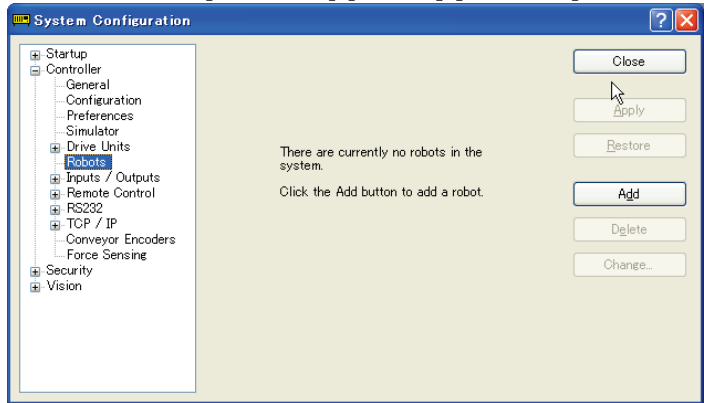 System Configuration
Startup
Controller
General
Configuration
Preferences
Simulator
Drive Units
Robots
Inputs / Outputs
Remote Control
RS232
TCP / IP
Conveyor Encoders
Force Sensing
Security
Vision
There are currently no robots in the
system.
Click the Add button to add a robot.
Close
Apply
Restore
Add
Delete
Change...